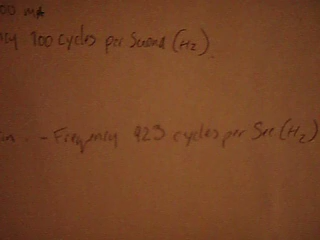 mA
100 cycles per Second (Hz).
- Frequency 923 cycles per Sec (Hz)